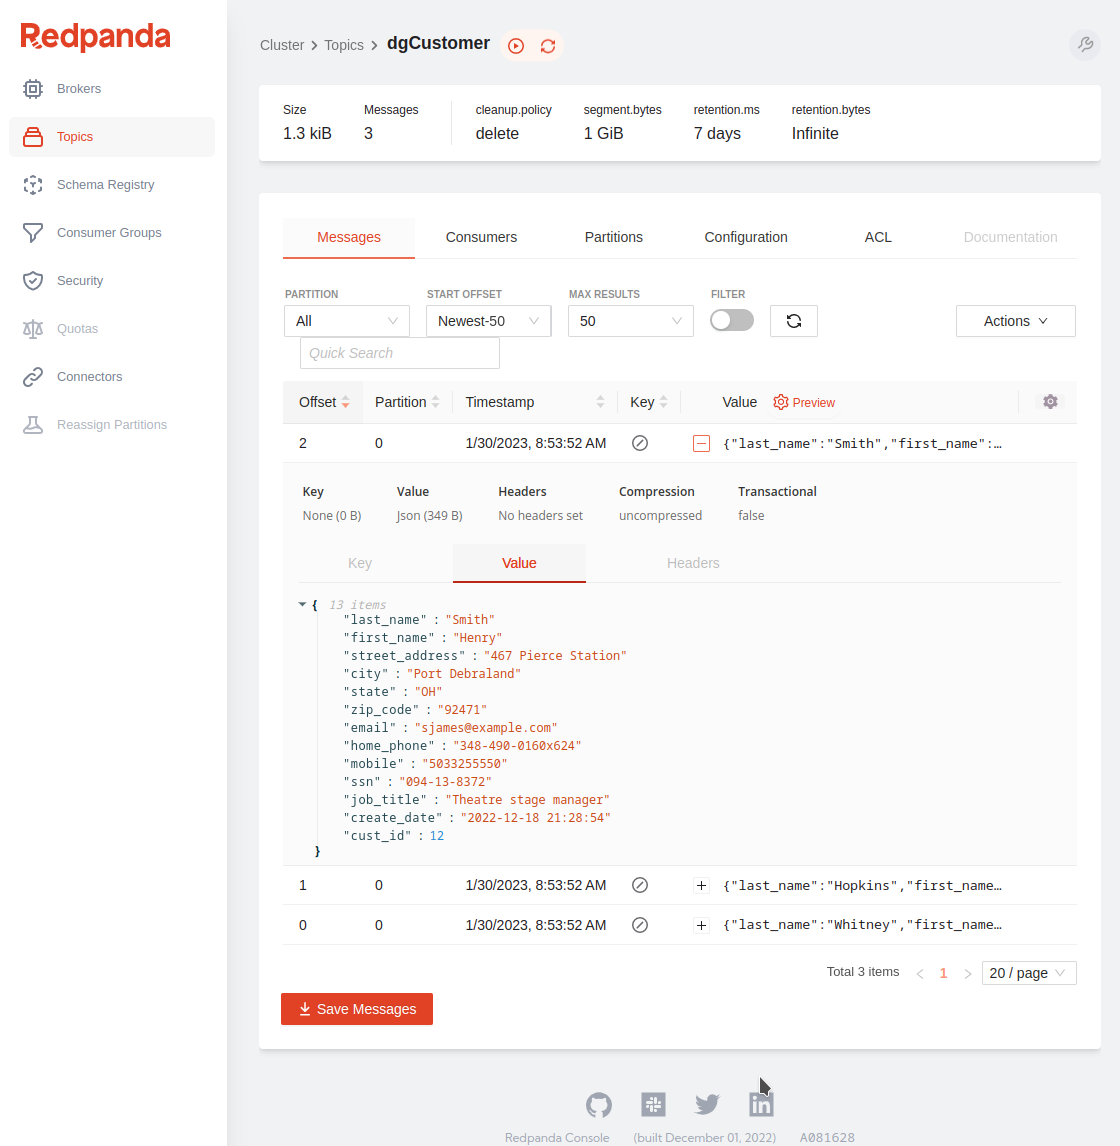 Redpanda
Brokers
Topics
Schema Registry
Consumer Groups
Security
Quotas
Connectors
Reassign Partitions
Cluster > Topics > dgCustomer
Size Messages cleanup.policy segment.bytes retention.ms retention.bytes
1.3 kiB 3 delete 1 GiB 7 days Infinite
Messages Consumers Partitions Configuration ACL Documentation
PARTITION START OFFSET MAX RESULTS FILTER
All Newest-50 50 Actions
Quick Search
Offset Partition Timestamp Key Value Preview
2 0 1/30/2023, 8:53:52 AM {"last_name":"Smith","first_name":…
Key Value Headers Compression Transactional
None (0 B) Json (349 B) No headers set uncompressed false
Key Value Headers
{ 13 items
"last_name" : "Smith"
"first_name" : "Henry"
"street_address" : "467 Pierce Station"
"city" : "Port Debraland"
"state" : "OH"
"zip_code" : "92471"
"email" : "sjames@example.com"
"home_phone" : "348-490-0160x624"
"mobile" : "5033255550"
"ssn" : "094-13-8372"
"job_title" : "Theatre stage manager"
"create_date" : "2022-12-18 21:28:54"
"cust_id" : 12
}
1 0 1/30/2023, 8:53:52 AM + {"last_name":"Hopkins","first_name…
0 0 1/30/2023, 8:53:52 AM + {"last_name":"Whitney","first_name…
Total 3 items < 1 > 20 / page
Save Messages
in
Redpanda Console (built December 01, 2022) A081628